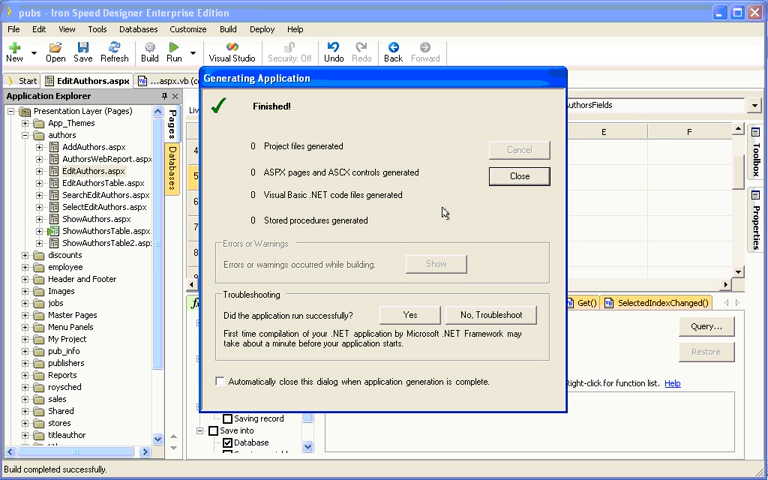 pubs - Iron Speed Designer Enterprise Edition
File Edit View Tools Databases Customize Build Deploy Help
New Open Save Refresh Build Run Visual Studio Security: Off Undo Redo Back Forward
Start EditAuthors.aspx ...aspx.vb (c
Application Explorer
Presentation Layer (Pages)
App_Themes
authors
AddAuthors.aspx
AuthorsWebReport.aspx
EditAuthors.aspx
EditAuthorsTable.aspx
SearchEditAuthors.aspx
SelectEditAuthors.aspx
ShowAuthors.aspx
ShowAuthorsTable.aspx
ShowAuthorsTable2.aspx
discounts
employee
Header and Footer
Images
jobs
Master Pages
Menu Panels
My Project
pub_info
publishers
Reports
roysched
sales
Shared
stores
titleauthor
Pages
Databases
Generating Application
Finished!
0 Project files generated
Cancel
0 ASPX pages and ASCX controls generated
Close
0 Visual Basic .NET code files generated
0 Stored procedures generated
Errors or Warnings
Errors or warnings occurred while building.
Show
Troubleshooting
Did the application run successfully?
Yes
No, Troubleshoot
First time compilation of your .NET application by Microsoft .NET Framework may
take about a minute before your application starts.
Automatically close this dialog when application generation is complete.
AuthorsFields
E F
4
5
6
7
8
Toolbox
Properties
Get() SelectedIndexChanged()
Query...
Restore
Right-click for function list. Help
Saving record
Save into
Database
Build completed successfully.